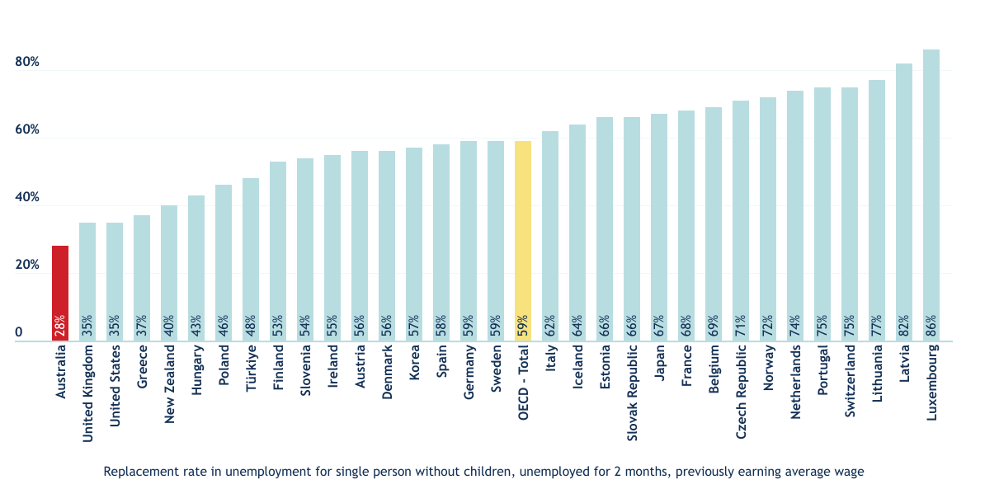 80%
60%
40%
20%
0
28%
35%
35%
37%
40%
43%
46%
48%
53%
54%
55%
56%
56%
57%
58%
59%
59%
59%
62%
64%
66%
66%
67%
68%
69%
71%
72%
74%
75%
75%
77%
82%
86%
Australia
United Kingdom
United States
Greece
New Zealand
Hungary
Poland
Türkiye
Finland
Slovenia
Ireland
Austria
Denmark
Korea
Spain
Germany
Sweden
OECD - Total
Italy
Iceland
Estonia
Slovak Republic
Japan
France
Belgium
Czech Republic
Norway
Netherlands
Portugal
Switzerland
Lithuania
Latvia
Luxembourg
Replacement rate in unemployment for single person without children, unemployed for 2 months, previously earning average wage